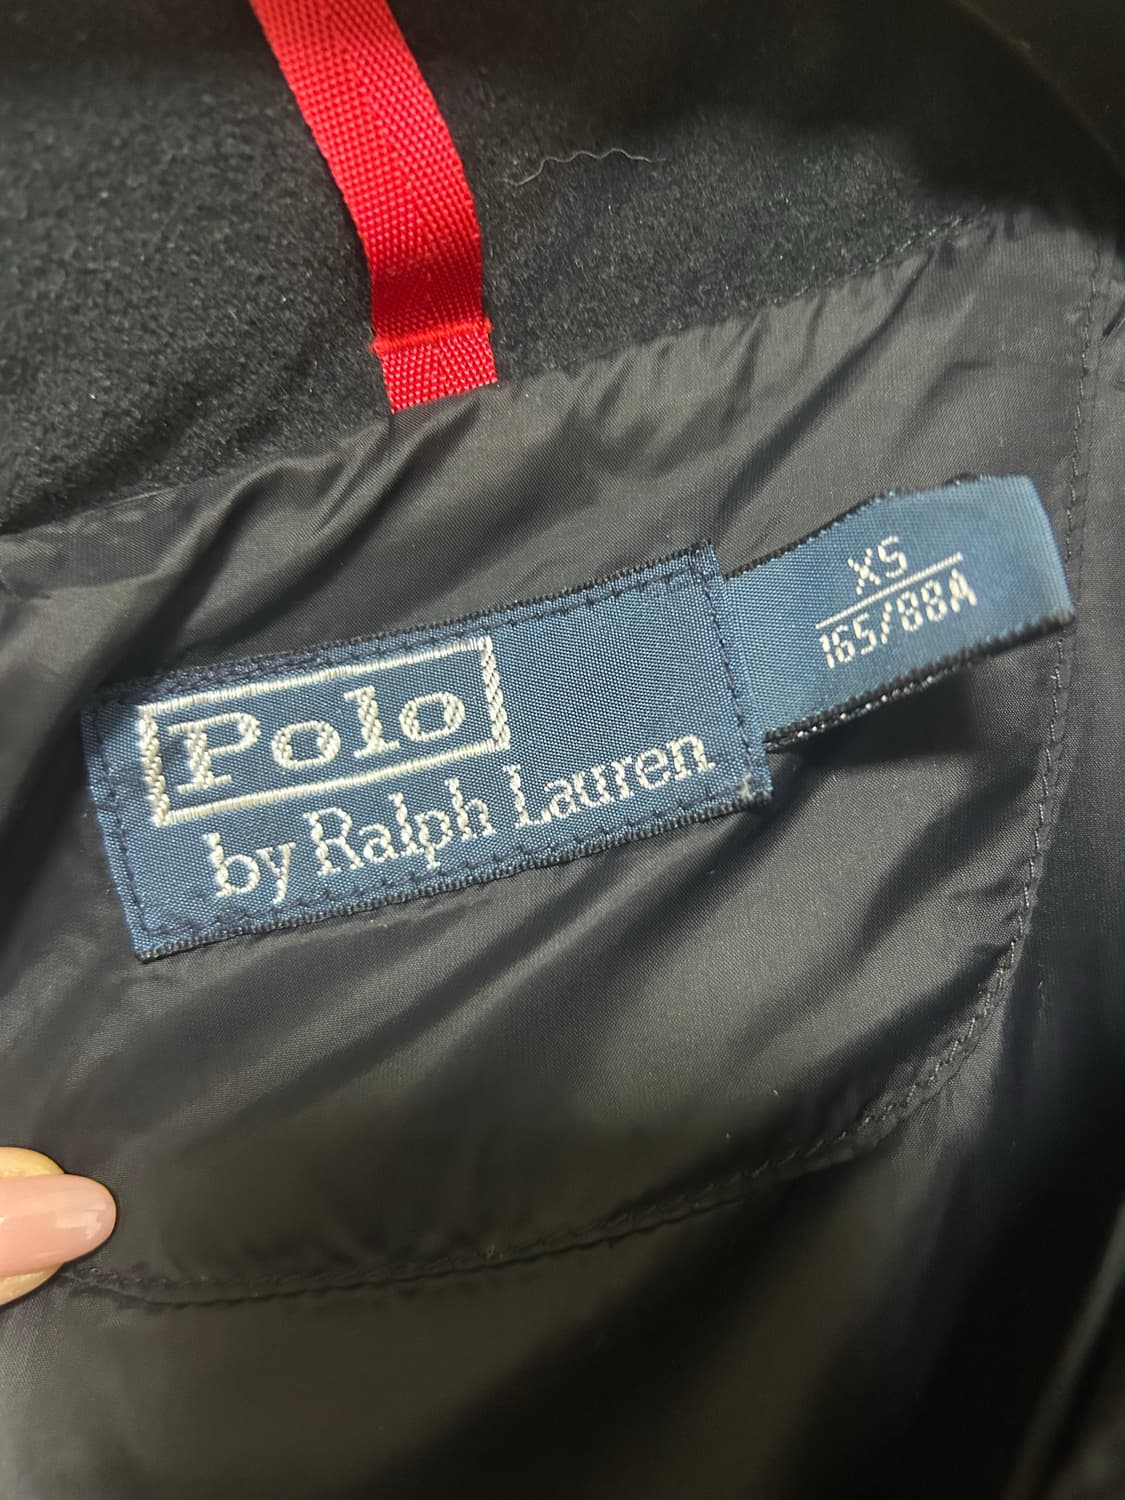 Polo
by Ralph Lauren
XS
165/88A